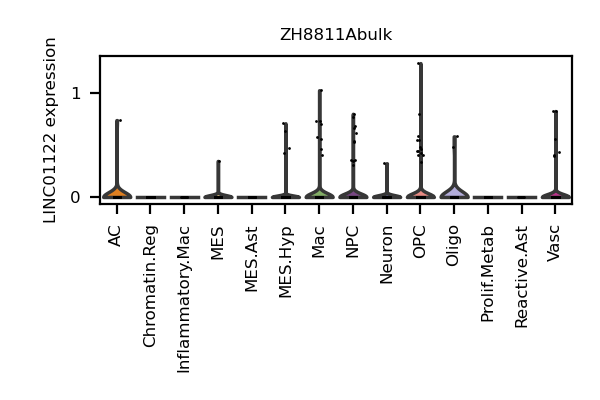 ZH8811Abulk
LINC01122 expression
1
0
AC
Chromatin.Reg
Inflammatory.Mac
MES
MES.Ast
MES.Hyp
Mac
NPC
Neuron
OPC
Oligo
Prolif.Metab
Reactive.Ast
Vasc